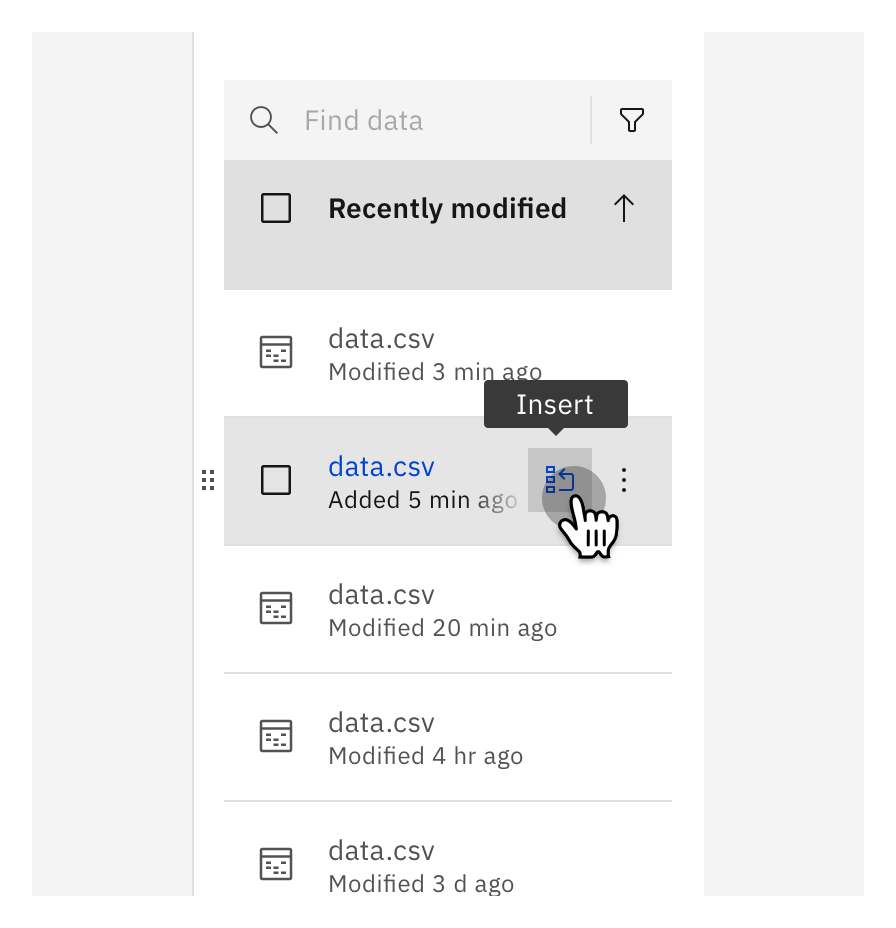 Find data
Recently modified
data.csv
Modified 3 min ago
Insert
data.csv
Added 5 min ago
data.csv
Modified 20 min ago
data.csv
Modified 4 hr ago
data.csv
Modified 3 d ago